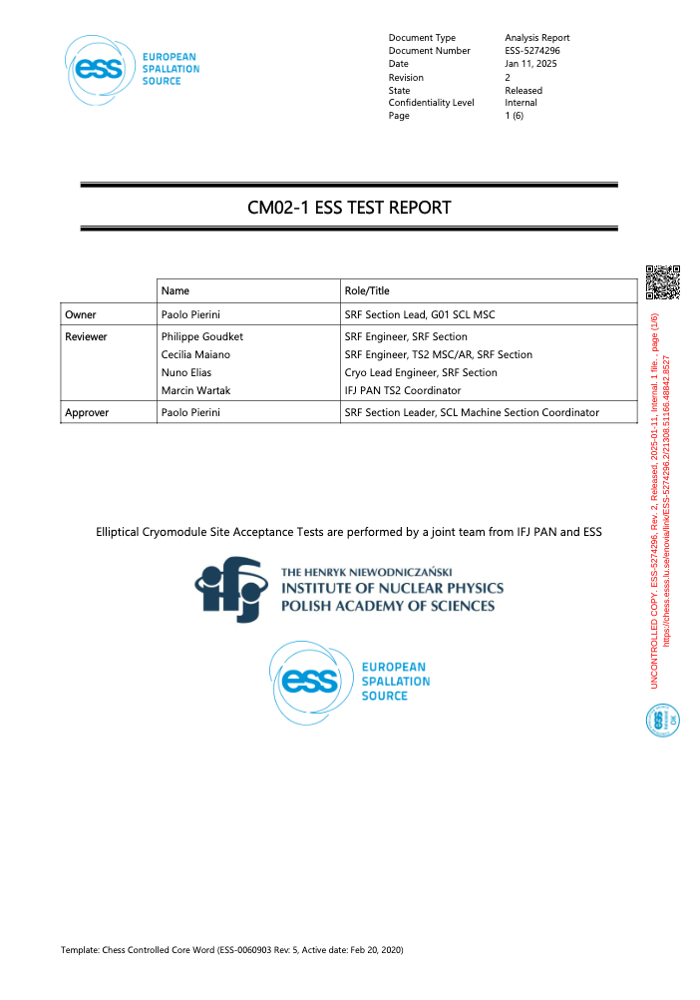 ess EUROPEAN
SPALLATION
SOURCE
Document Type Analysis Report
Document Number ESS-5274296
Date Jan 11, 2025
Revision 2
State Released
Confidentiality Level Internal
Page 1 (6)
CM02-1 ESS TEST REPORT
Name Role/Title
Owner Paolo Pierini SRF Section Lead, G01 SCL MSC
Reviewer Philippe Goudket SRF Engineer, SRF Section
Cecilia Maiano SRF Engineer, TS2 MSC/AR, SRF Section
Nuno Elias Cryo Lead Engineer, SRF Section
Marcin Wartak IFJ PAN TS2 Coordinator
Approver Paolo Pierini SRF Section Leader, SCL Machine Section Coordinator
Elliptical Cryomodule Site Acceptance Tests are performed by a joint team from IFJ PAN and ESS
ifj
THE HENRYK NIEWODNICZAŃSKI
INSTITUTE OF NUCLEAR PHYSICS
POLISH ACADEMY OF SCIENCES
ess EUROPEAN
SPALLATION
SOURCE
UNCONTROLLED COPY. ESS-5274296, Rev. 2, Released, 2025-01-11, Internal. 1 file. , page (1/6)
https://chess.esss.lu.se/enovia/link/ESS-5274296.2/21308.51166.48842.8527
ess
OK
Template: Chess Controlled Core Word (ESS-0060903 Rev: 5, Active date: Feb 20, 2020)